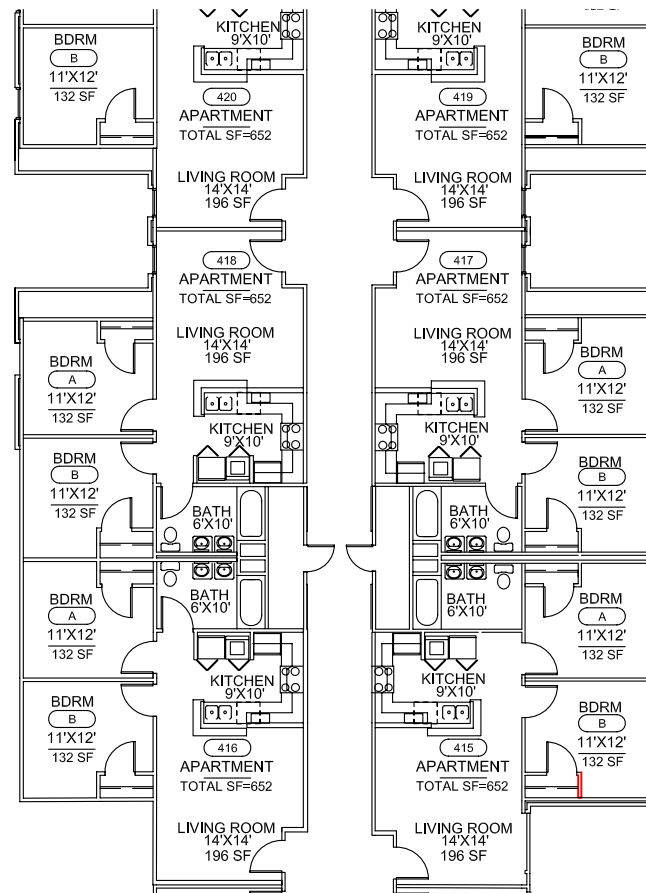 BDRM
B
11'X12'
132 SF
KITCHEN
9'X10'
420
APARTMENT
TOTAL SF=652
LIVING ROOM
14'X14'
196 SF
KITCHEN
9'X10'
419
APARTMENT
TOTAL SF=652
LIVING ROOM
14'X14'
196 SF
BDRM
B
11'X12'
132 SF
418
APARTMENT
TOTAL SF=652
LIVING ROOM
14'X14'
196 SF
417
APARTMENT
TOTAL SF=652
LIVING ROOM
14'X14'
196 SF
BDRM
A
11'X12'
132 SF
KITCHEN
9'X10'
KITCHEN
9'X10'
BDRM
A
11'X12'
132 SF
BDRM
B
11'X12'
132 SF
BATH
6'X10'
BATH
6'X10'
BDRM
B
11'X12'
132 SF
BDRM
A
11'X12'
132 SF
BATH
6'X10'
BATH
6'X10'
BDRM
A
11'X12'
132 SF
KITCHEN
9'X10'
KITCHEN
9'X10'
BDRM
B
11'X12'
132 SF
416
APARTMENT
TOTAL SF=652
LIVING ROOM
14'X14'
196 SF
415
APARTMENT
TOTAL SF=652
LIVING ROOM
14'X14'
196 SF
BDRM
B
11'X12'
132 SF